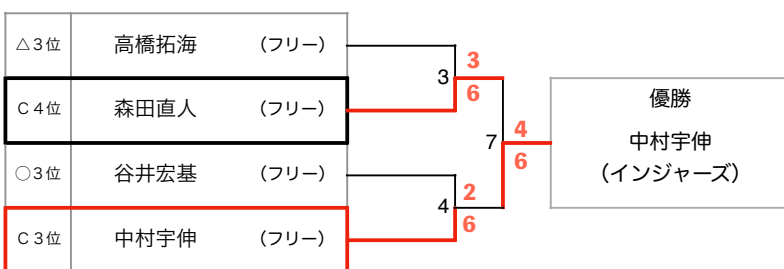 △3位 高橋拓海 （フリー）
3
3
6
C4位 森田直人 （フリー）
7
4
6
優勝
中村宇伸
（インジャーズ）
○3位 谷井宏基 （フリー）
4
2
6
C3位 中村宇伸 （フリー）